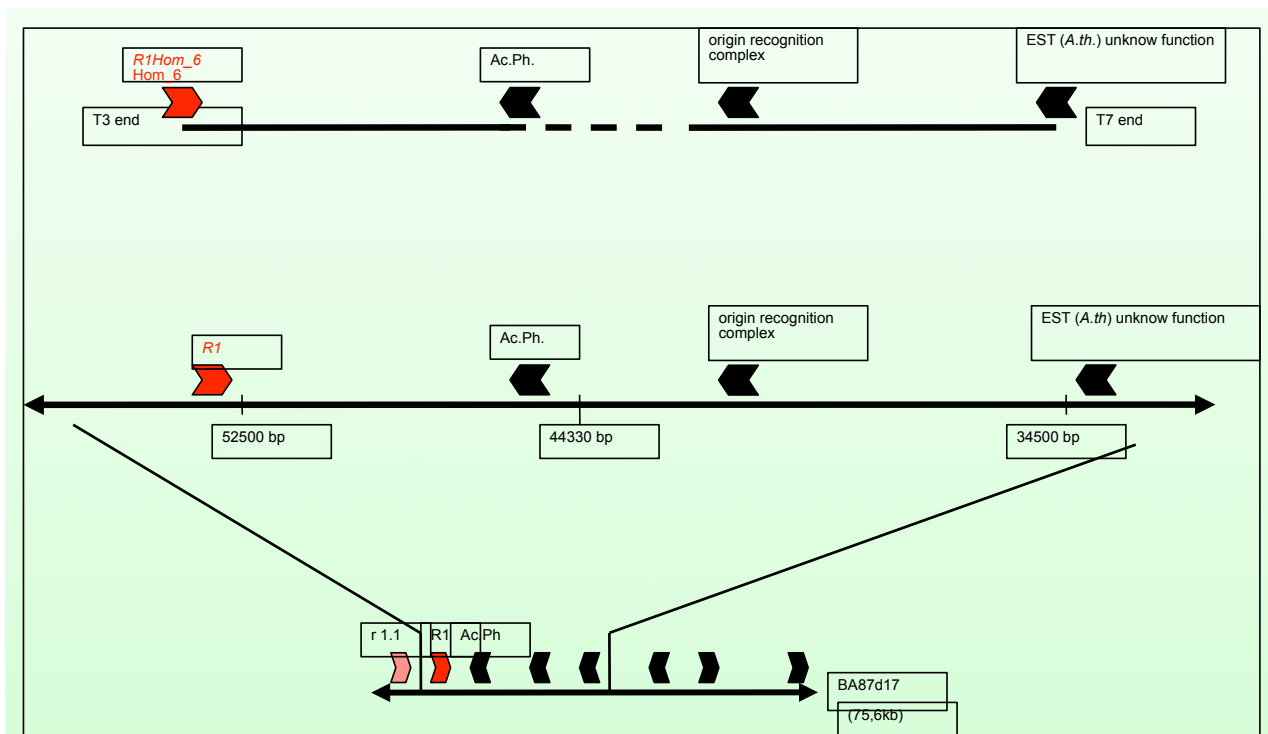 R1Hom_6
Hom_6
Ac.Ph.
origin recognition
complex
EST (A.th.) unknow function
T3 end
T7 end
R1
Ac.Ph.
origin recognition
complex
EST (A.th) unknow function
52500 bp
44330 bp
34500 bp
r 1.1
R1
Ac.Ph
BA87d17
(75,6kb)